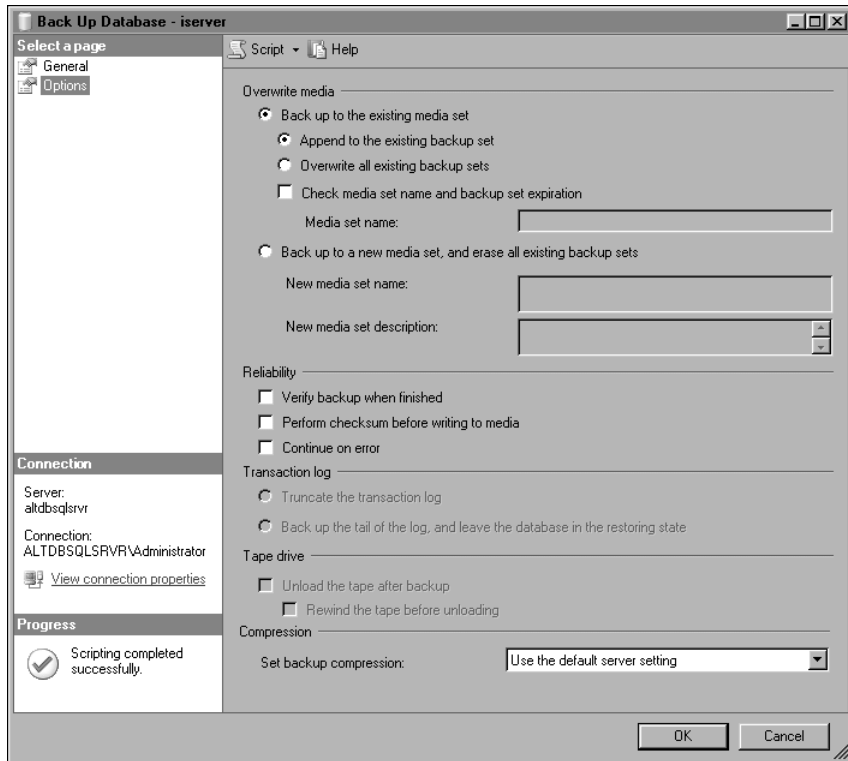 Back Up Database - iserver
Select a page
General
Options
Script
Help
Overwrite media
Back up to the existing media set
Append to the existing backup set
Overwrite all existing backup sets
Check media set name and backup set expiration
Media set name:
Back up to a new media set, and erase all existing backup sets
New media set name:
New media set description:
Reliability
Verify backup when finished
Perform checksum before writing to media
Continue on error
Transaction log
Truncate the transaction log
Back up the tail of the log, and leave the database in the restoring state
Tape drive
Unload the tape after backup
Rewind the tape before unloading
Compression
Set backup compression:
Use the default server setting
Connection
Server:
altdbsqlsrvr
Connection:
ALTDBSQLSRVR\Administrator
View connection properties
Progress
Scripting completed
successfully.
OK
Cancel